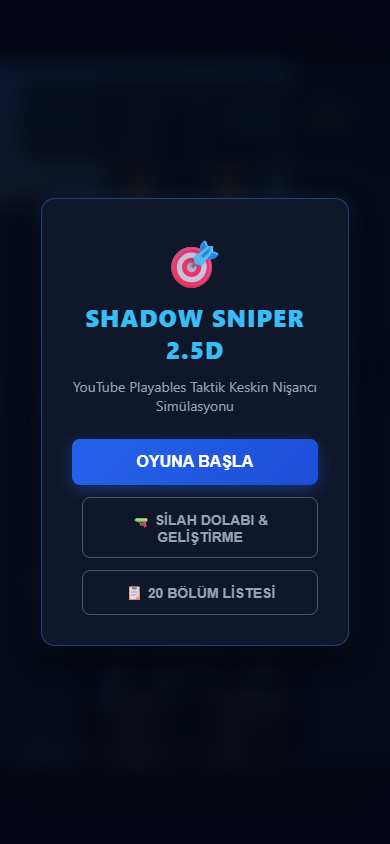 SHADOW SNIPER
2.5D
YouTube Playables Taktik Keskin Nişancı
Simülasyonu
OYUNA BAŞLA
SİLAH DOLABI &
GELİŞTİRME
20 BÖLÜM LİSTESİ